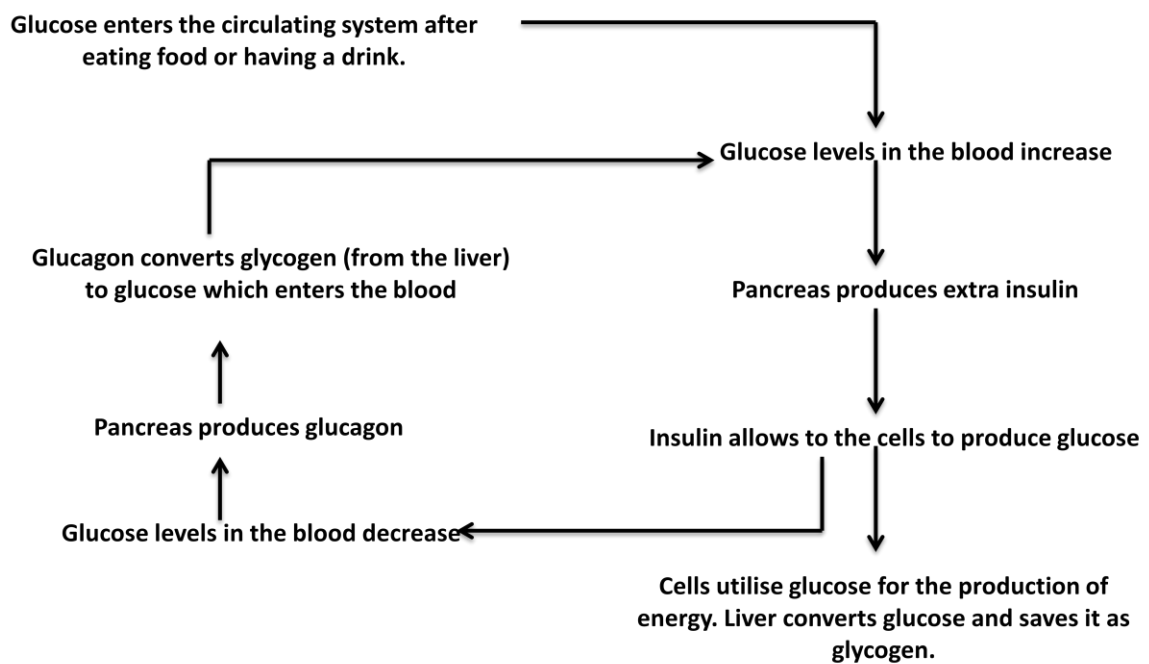 Glucose enters the circulating system after
eating food or having a drink.
Glucose levels in the blood increase
Glucagon converts glycogen (from the liver)
to glucose which enters the blood
Pancreas produces extra insulin
Pancreas produces glucagon
Insulin allows to the cells to produce glucose
Glucose levels in the blood decrease
Cells utilise glucose for the production of
energy. Liver converts glucose and saves it as
glycogen.